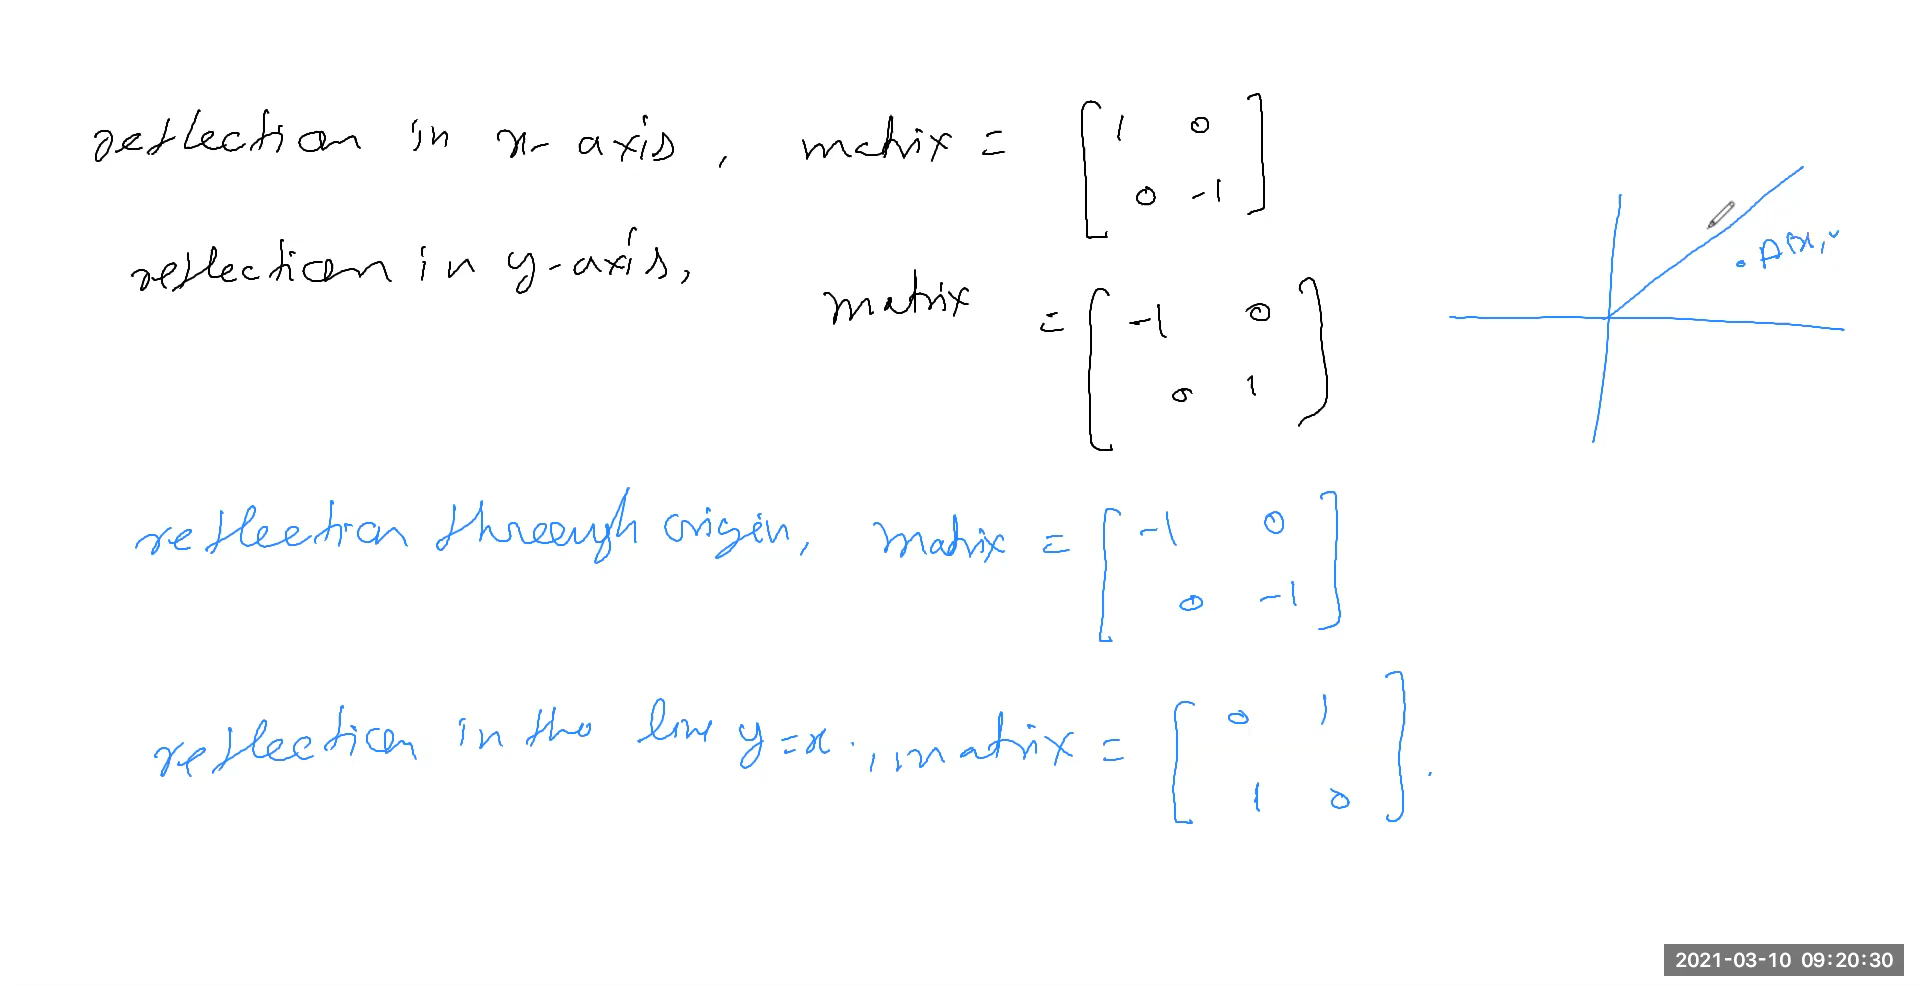 reflection in x-axis, matrix = [1 0
0 -1]
reflection in y-axis, matrix = [-1 0
0 1]
A(x,
reflection through origin, matrix = [-1 0
0 -1]
reflection in the line y=x., matrix = [0 1
1 0].
2021-03-10 09:20:30